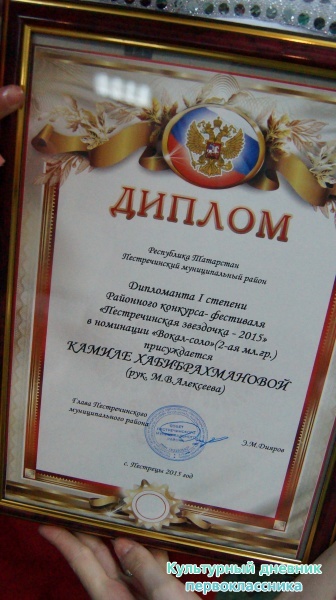 ДИПЛОМ
Республика Татарстан
Пестречинский муниципальный район
Дипломанта I степени
Районного конкурса- фестиваля
«Пестречинская звездочка - 2015»
в номинации «Вокал-соло»(2-ая мл.гр.)
присуждается
КАМИЛЕ ХАБИБРАХМАНОВОЙ
(рук. М.В.Алексеева)
Глава Пестречинского
муниципального района
Э.М.Дияров
с. Пестрецы 2015 год
Культурный дневник
первоклассника